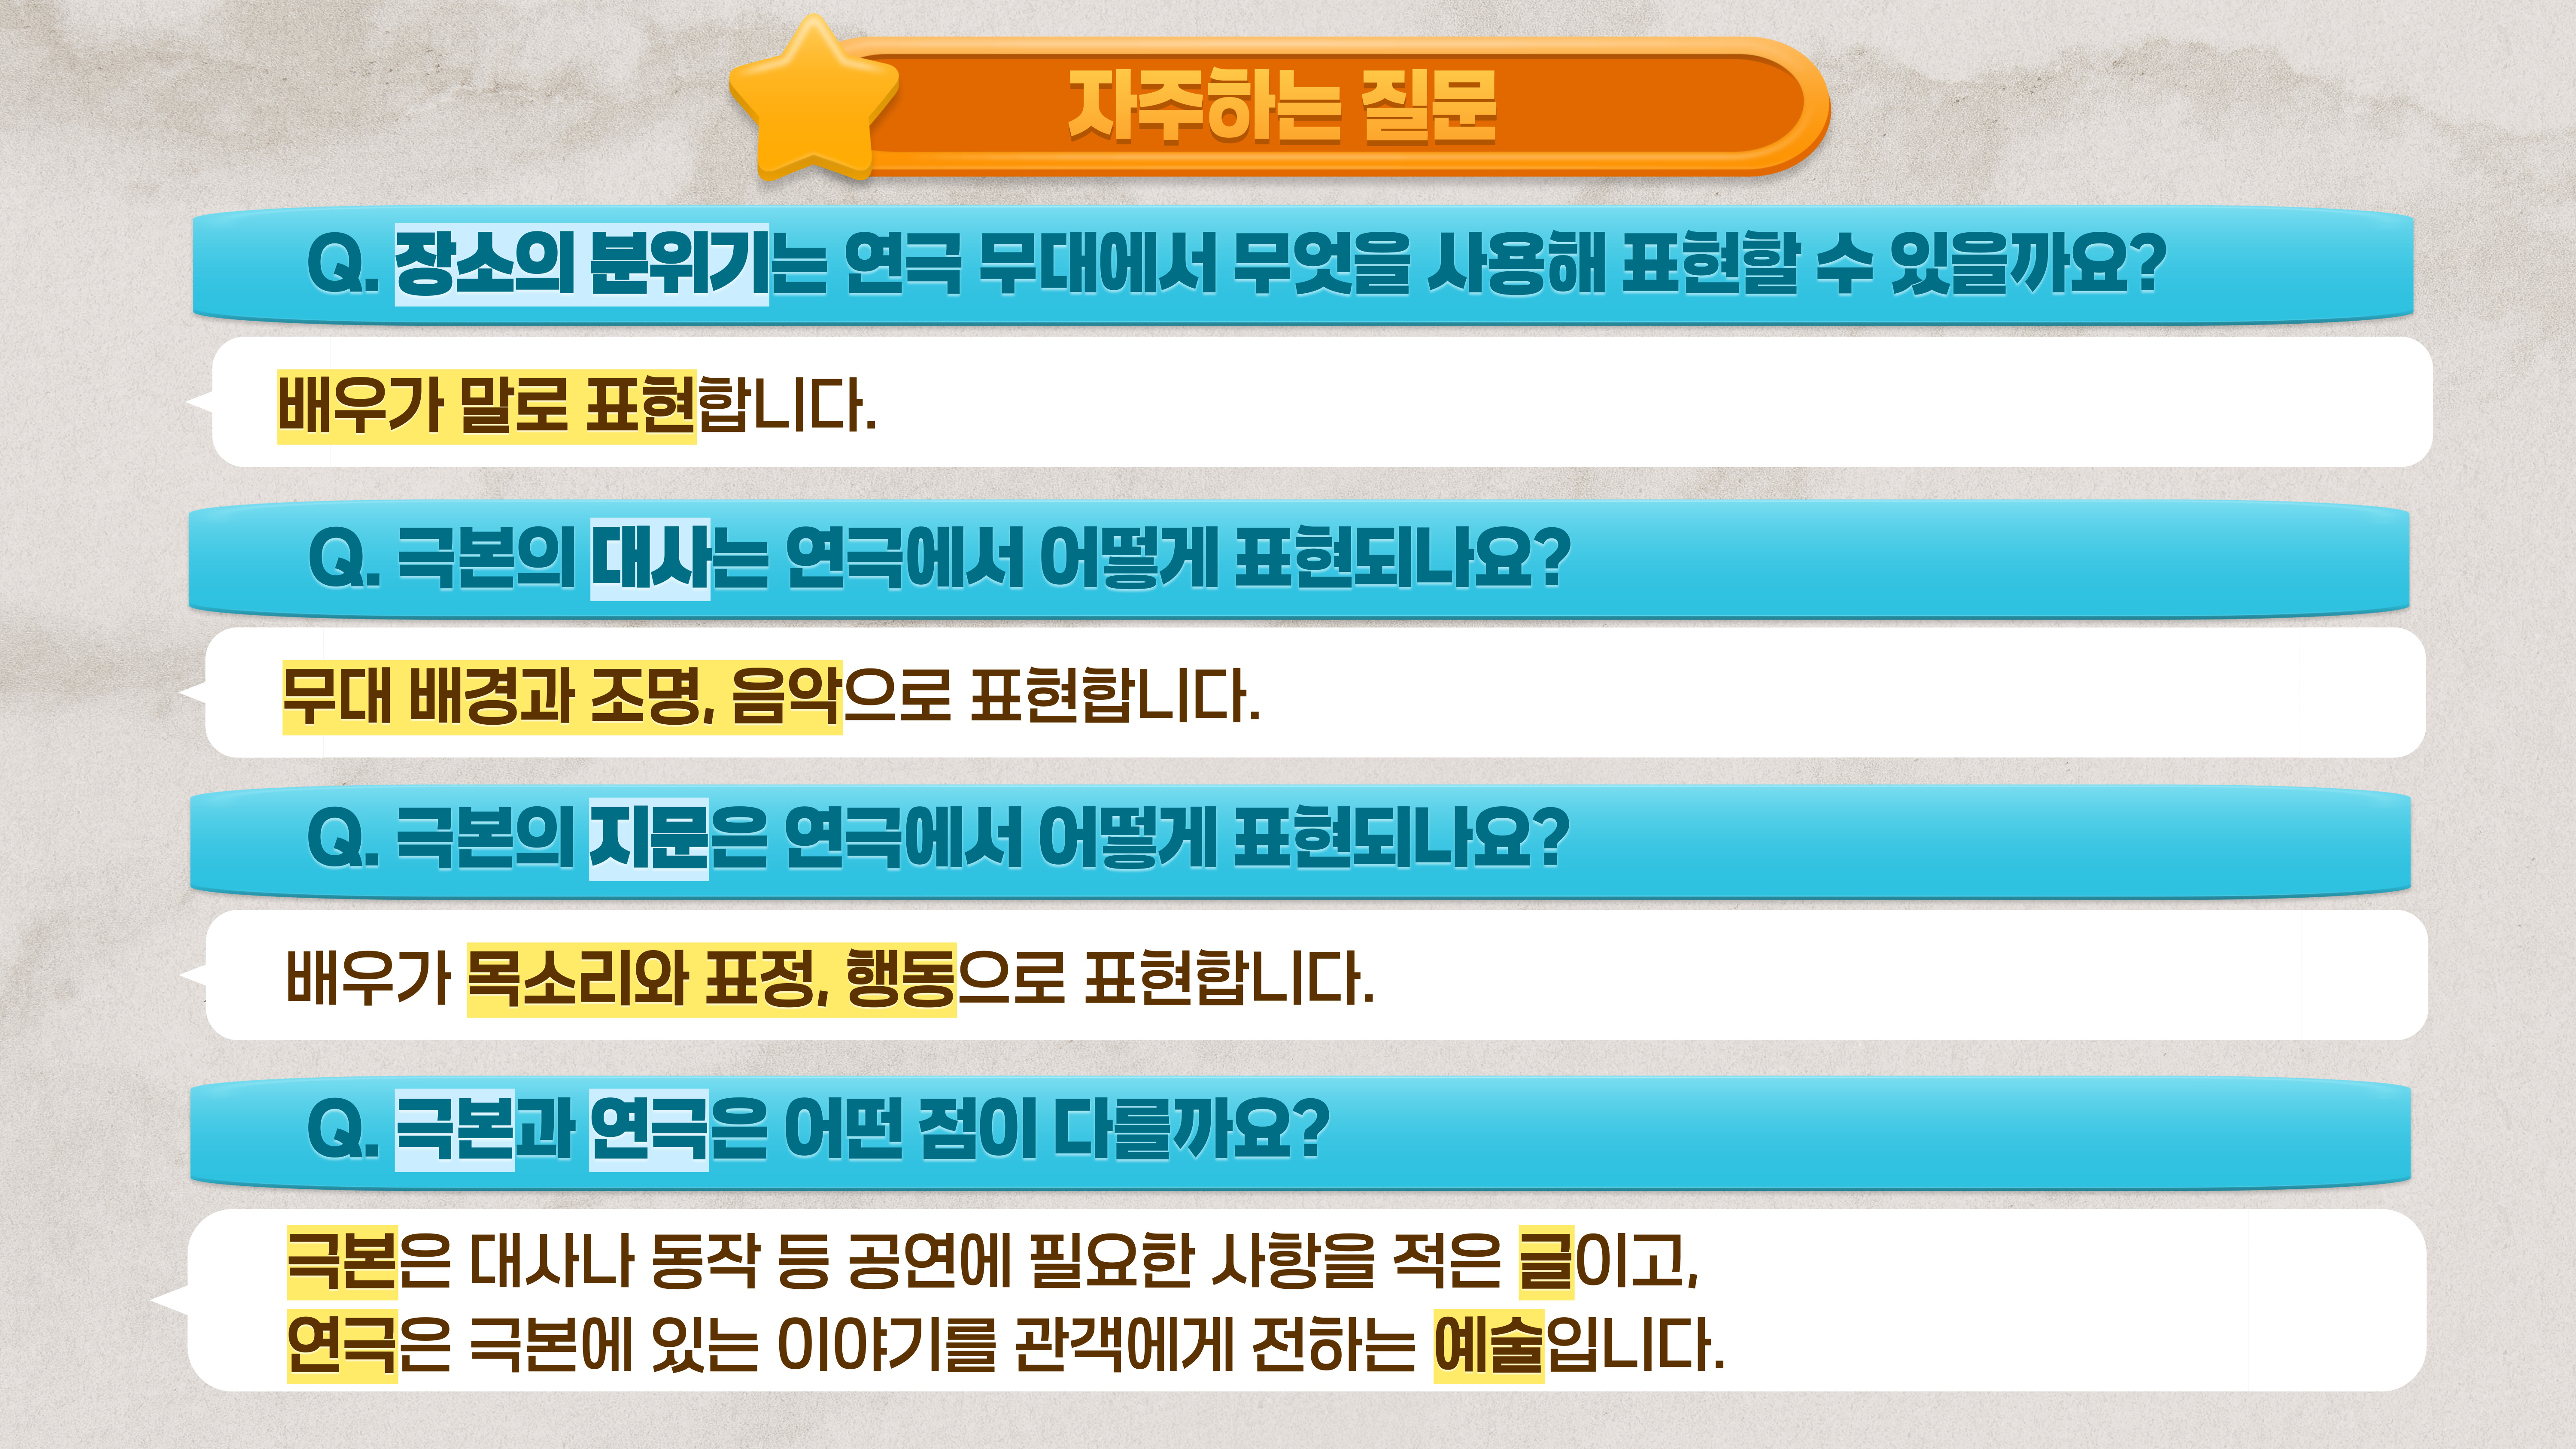 자주하는 질문
Q. 장소의 분위기는 연극 무대에서 무엇을 사용해 표현할 수 있을까요?
배우가 말로 표현합니다.
Q. 극본의 대사는 연극에서 어떻게 표현되나요?
무대 배경과 조명, 음악으로 표현합니다.
Q. 극본의 지문은 연극에서 어떻게 표현되나요?
배우가 목소리와 표정, 행동으로 표현합니다.
Q. 극본과 연극은 어떤 점이 다를까요?
극본은 대사나 동작 등 공연에 필요한 사항을 적은 글이고,
연극은 극본에 있는 이야기를 관객에게 전하는 예술입니다.